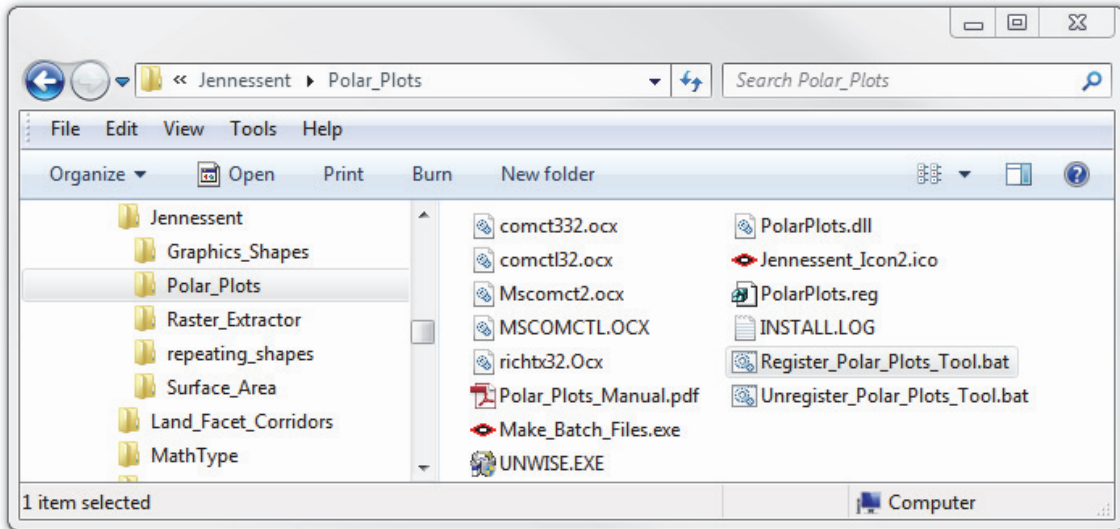 « Jennessent ▸ Polar_Plots
Search Polar_Plots
File Edit View Tools Help
Organize Open Print Burn New folder
Jennessent
Graphics_Shapes
Polar_Plots
Raster_Extractor
repeating_shapes
Surface_Area
Land_Facet_Corridors
MathType
comct332.ocx
comctl32.ocx
Mscomct2.ocx
MSCOMCTL.OCX
richtx32.Ocx
Polar_Plots_Manual.pdf
Make_Batch_Files.exe
UNWISE.EXE
PolarPlots.dll
Jennessent_Icon2.ico
PolarPlots.reg
INSTALL.LOG
Register_Polar_Plots_Tool.bat
Unregister_Polar_Plots_Tool.bat
1 item selected
Computer